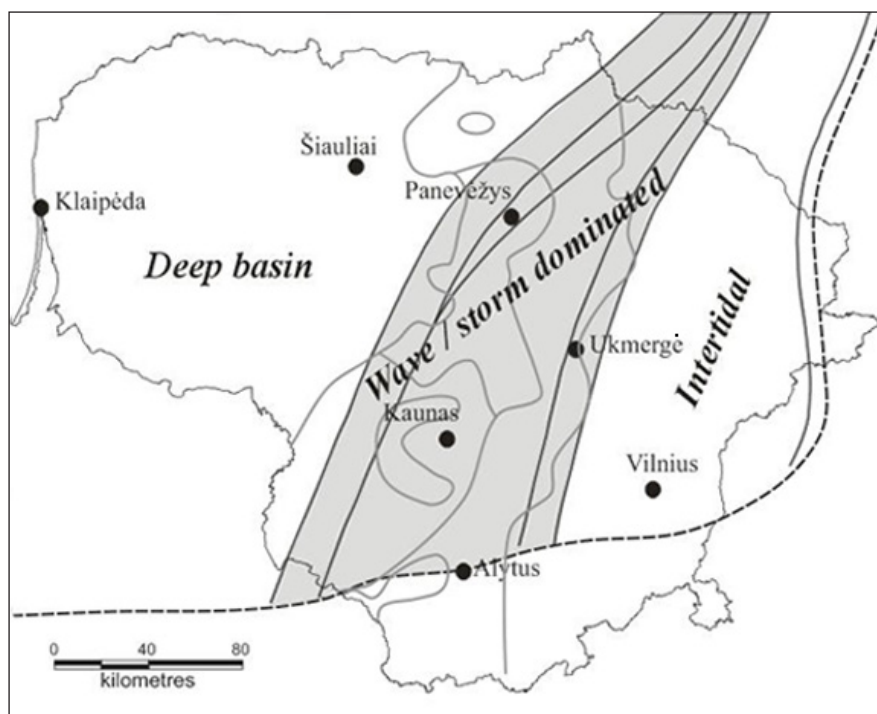 Šiauliai
Panevėžys
Klaipėda
Deep basin
Wave / storm dominated
Intertidal
Ukmergė
Kaunas
Vilnius
Alytus
0 40 80
kilometres